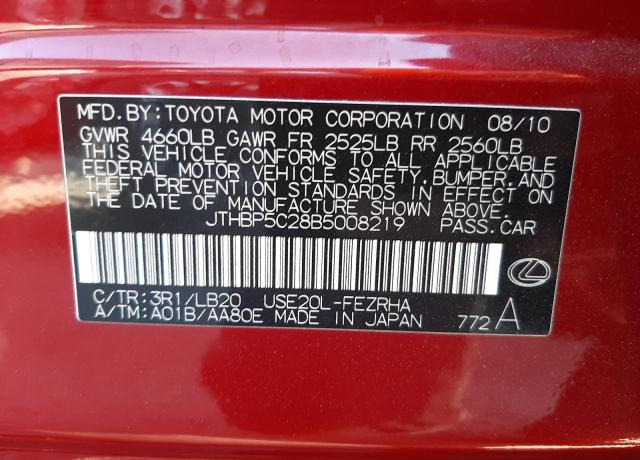 MFD.BY:TOYOTA MOTOR CORPORATION 08/10
GVWR 4660LB GAWR FR 2525LB RR 2560LB
THIS VEHICLE CONFORMS TO ALL APPLICABLE
FEDERAL MOTOR VEHICLE SAFETY,BUMPER,AND
THEFT PREVENTION STANDARDS IN EFFECT ON
THE DATE OF MANUFACTURE SHOWN ABOVE.
JTHBP5C28B5008219 PASS.CAR
C/TR:3R1/LB20 USE20L-FEZRHA
A/TM:A01B/AA80E MADE IN JAPAN 772 A